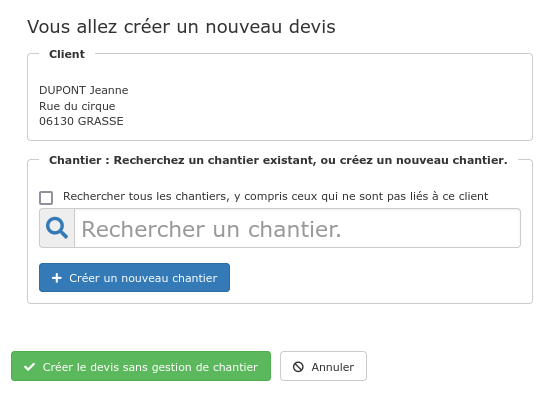 Vous allez créer un nouveau devis
Client
DUPONT Jeanne
Rue du cirque
06130 GRASSE
Chantier : Recherchez un chantier existant, ou créez un nouveau chantier.
Rechercher tous les chantiers, y compris ceux qui ne sont pas liés à ce client
Rechercher un chantier.
Créer un nouveau chantier
Créer le devis sans gestion de chantier
Annuler